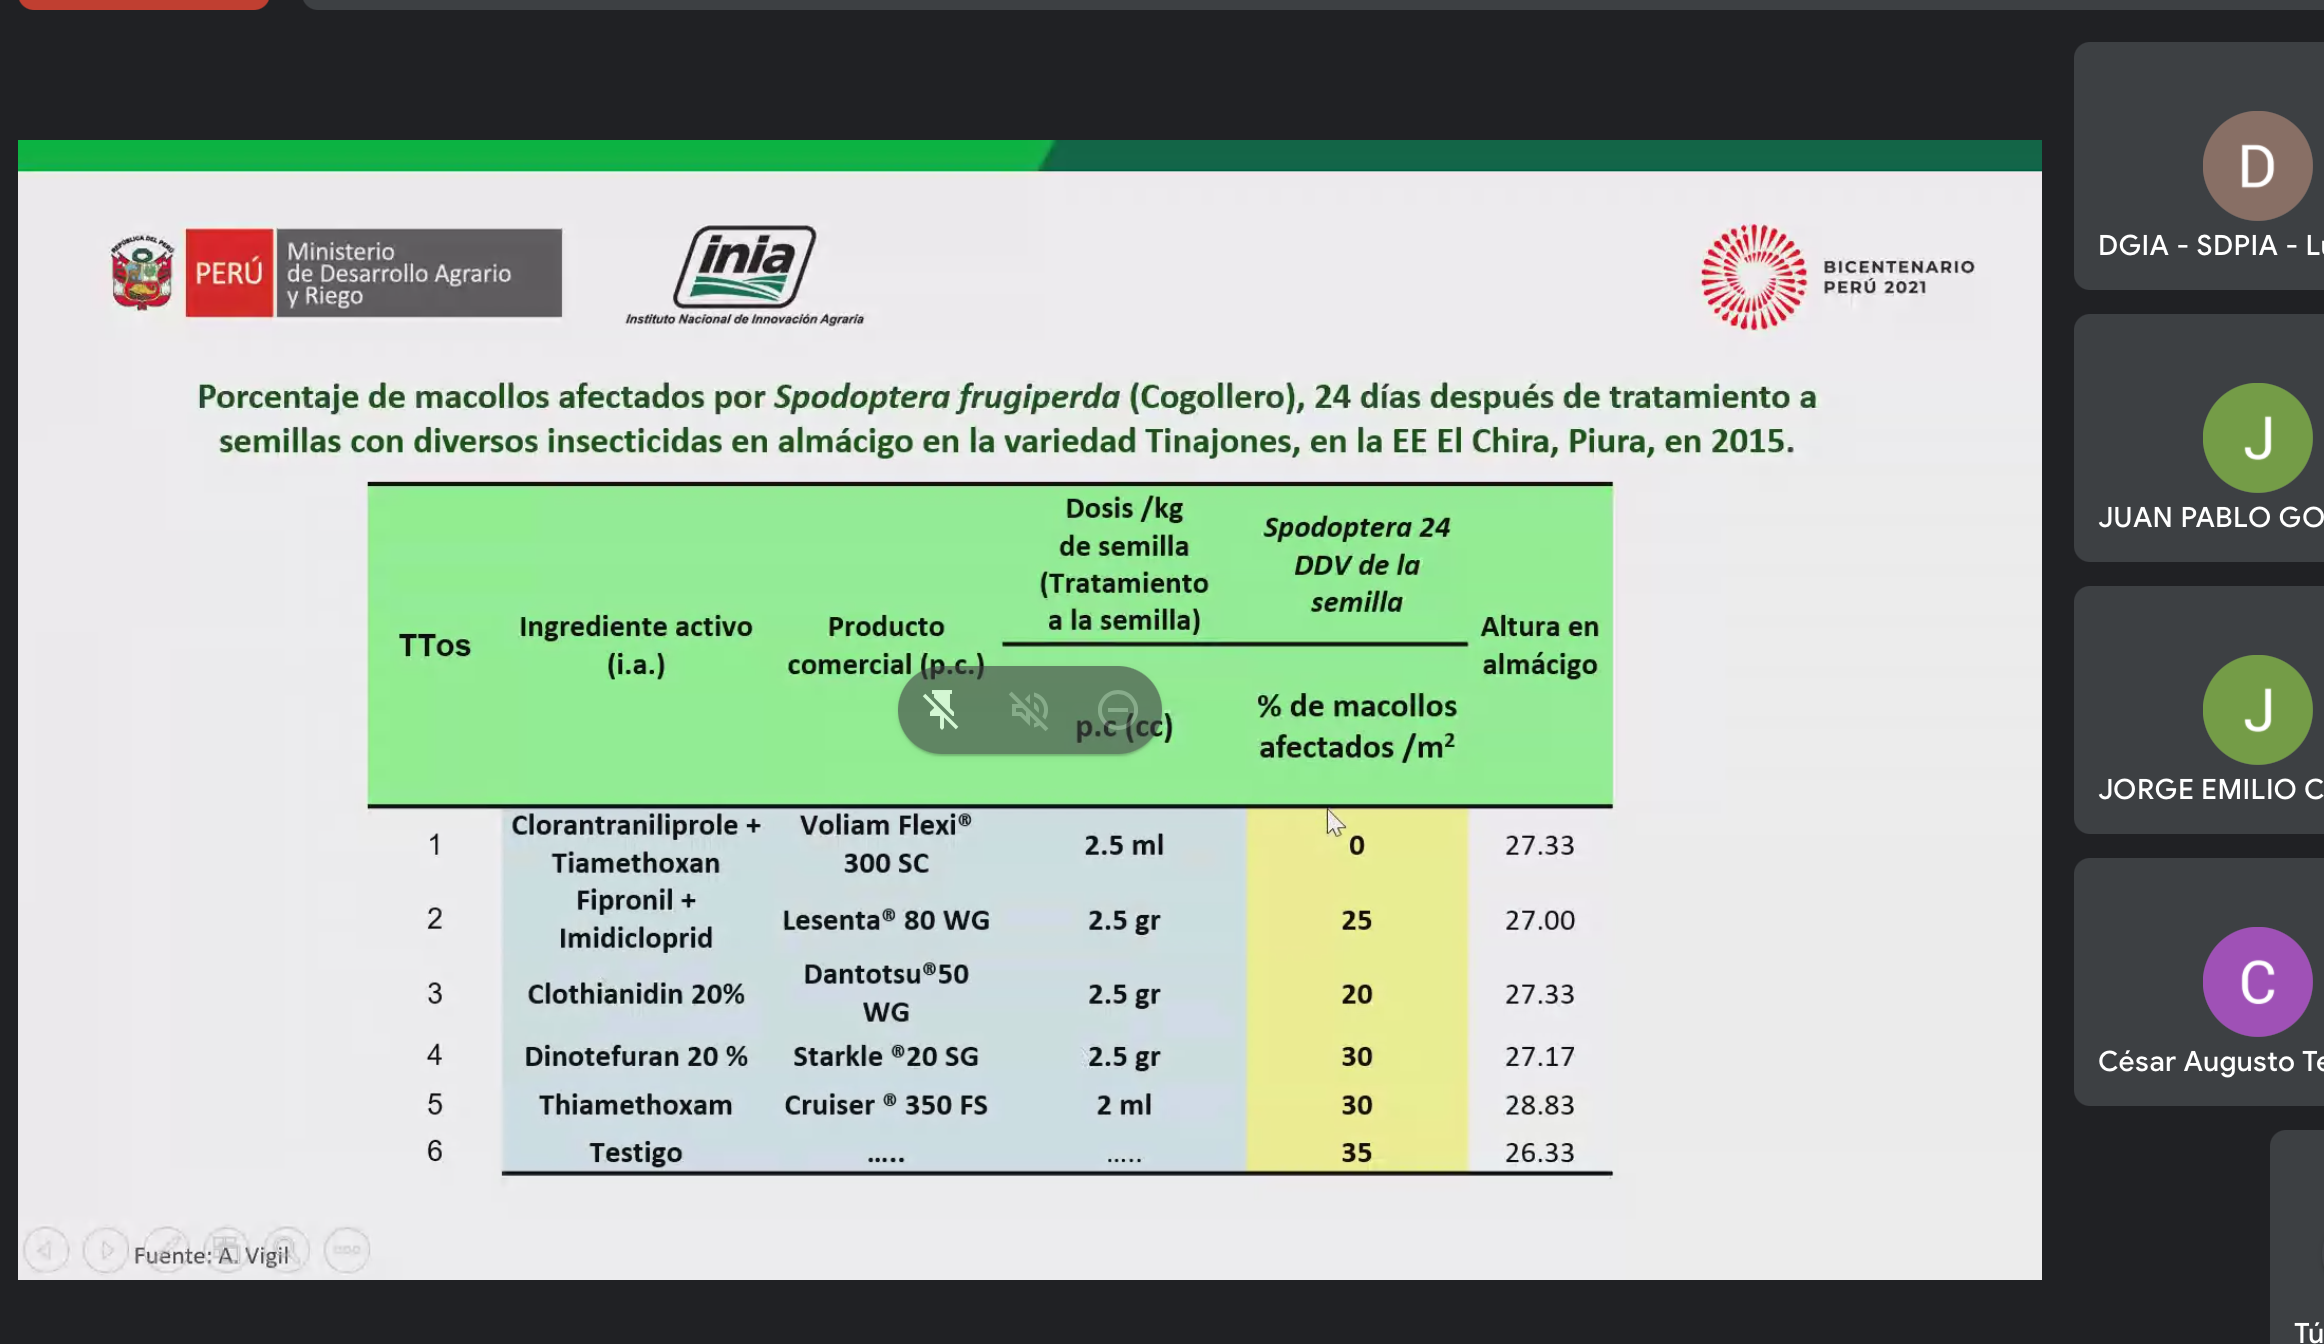 REPÚBLICA DEL PERÚ
PERÚ
Ministerio
de Desarrollo Agrario
y Riego
inia
Instituto Nacional de Innovación Agraria
BICENTENARIO
PERÚ 2021
Porcentaje de macollos afectados por Spodoptera frugiperda (Cogollero), 24 días después de tratamiento a
semillas con diversos insecticidas en almácigo en la variedad Tinajones, en la EE El Chira, Piura, en 2015.
TTos
Ingrediente activo
(i.a.)
Producto
comercial (p.c.)
Dosis /kg
de semilla
(Tratamiento
a la semilla)
p.c (cc)
Spodoptera 24
DDV de la
semilla
% de macollos
afectados /m²
Altura en
almácigo
1
Clorantraniliprole +
Tiamethoxan
Voliam Flexi®
300 SC
2.5 ml
0
27.33
2
Fipronil +
Imidicloprid
Lesenta® 80 WG
2.5 gr
25
27.00
3
Clothianidin 20%
Dantotsu®50
WG
2.5 gr
20
27.33
4
Dinotefuran 20 %
Starkle ®20 SG
2.5 gr
30
27.17
5
Thiamethoxam
Cruiser ® 350 FS
2 ml
30
28.83
6
Testigo
.....
.....
35
26.33
Fuente: A. Vigil
D
DGIA - SDPIA - L
J
JUAN PABLO GO
J
JORGE EMILIO C
C
César Augusto Te
Tú